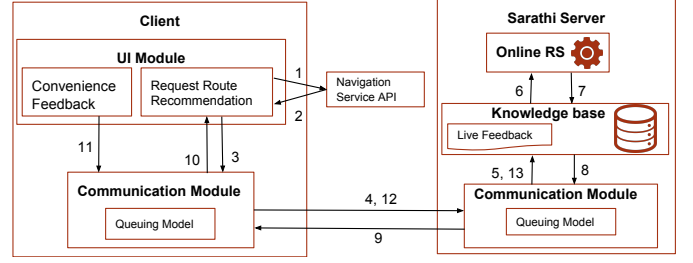 Client
UI Module
Convenience
Feedback
Request Route
Recommendation
1
2
Navigation
Service API
11
10
3
Communication Module
Queuing Model
4, 12
9
Sarathi Server
Online RS
6
7
Knowledge base
Live Feedback
5, 13
8
Communication Module
Queuing Model